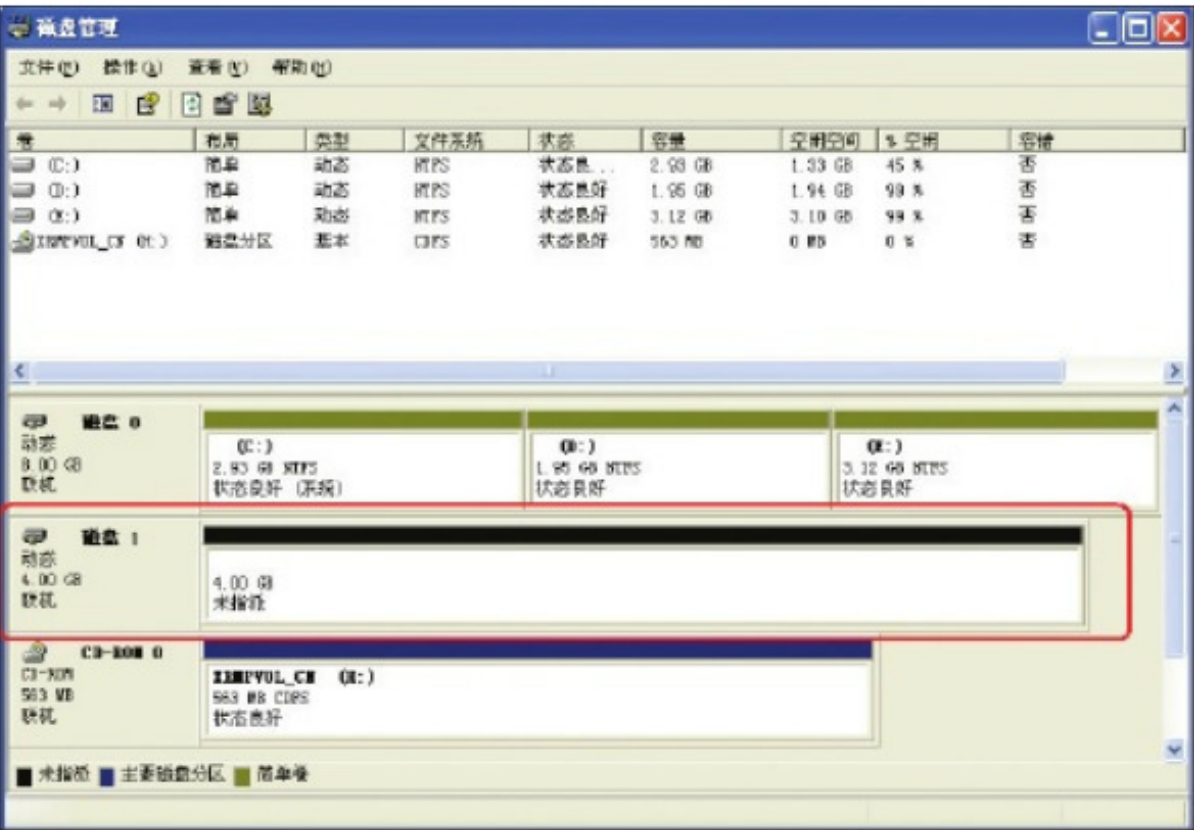 磁盘管理
文件(F) 操作(A) 查看(V) 帮助(H)
卷 布局 类型 文件系统 状态 容量 空闲空间 % 空闲 容错
(C:) 简单 动态 NTFS 状态良... 2.93 GB 1.33 GB 45 % 否
(D:) 简单 动态 NTFS 状态良好 1.95 GB 1.94 GB 99 % 否
(E:) 简单 动态 NTFS 状态良好 3.12 GB 3.10 GB 99 % 否
磁盘分区 基本 CDFS 状态良好 563 MB 0 MB 0 % 否
磁盘 0
动态
8.00 GB
联机
(C:)
2.93 GB NTFS
状态良好 (系统)
(D:)
1.95 GB NTFS
状态良好
(E:)
3.12 GB NTFS
状态良好
磁盘 1
动态
4.00 GB
联机
4.00 GB
未指派
CD-ROM 0
CD-ROM
563 MB
联机
563 MB CDFS
状态良好
未指派 主要磁盘分区 简单卷